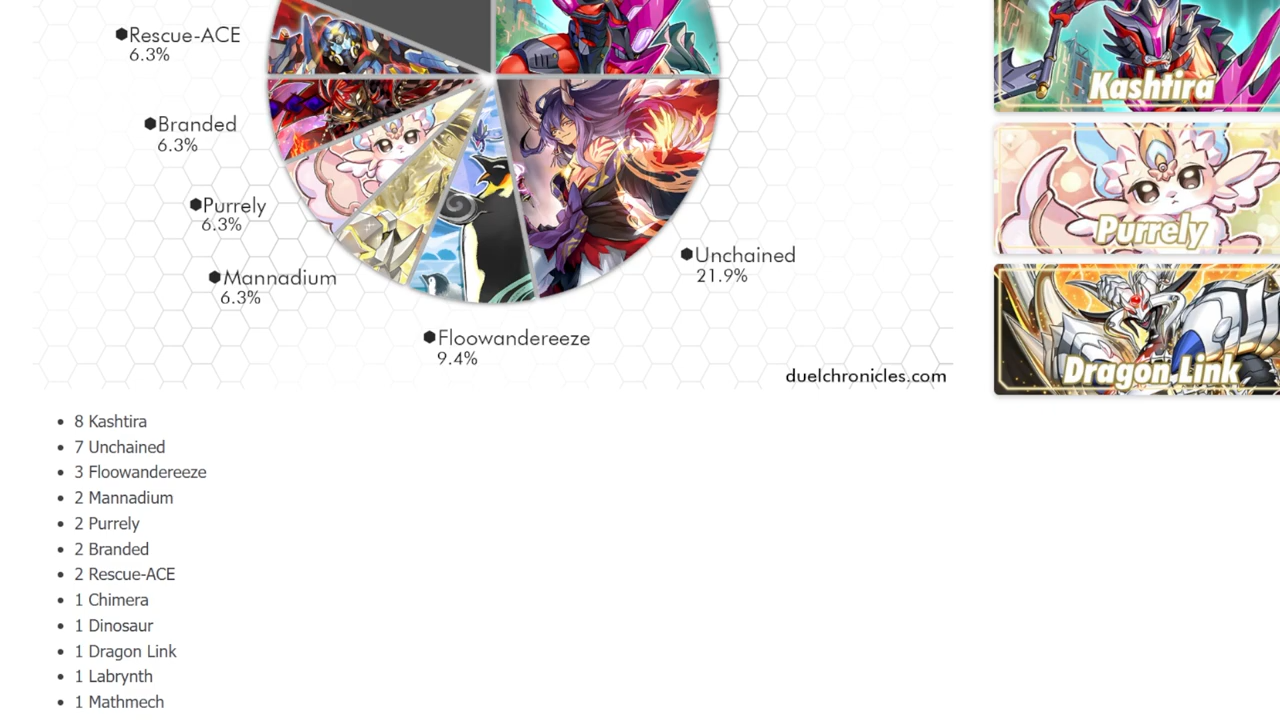 Rescue-ACE
6.3%
Branded
6.3%
Purrely
6.3%
Mannadium
6.3%
Floowandereeze
9.4%
Unchained
21.9%
duelchronicles.com
Kashtira
Purrely
Dragon Link
8 Kashtira
7 Unchained
3 Floowandereeze
2 Mannadium
2 Purrely
2 Branded
2 Rescue-ACE
1 Chimera
1 Dinosaur
1 Dragon Link
1 Labrynth
1 Mathmech